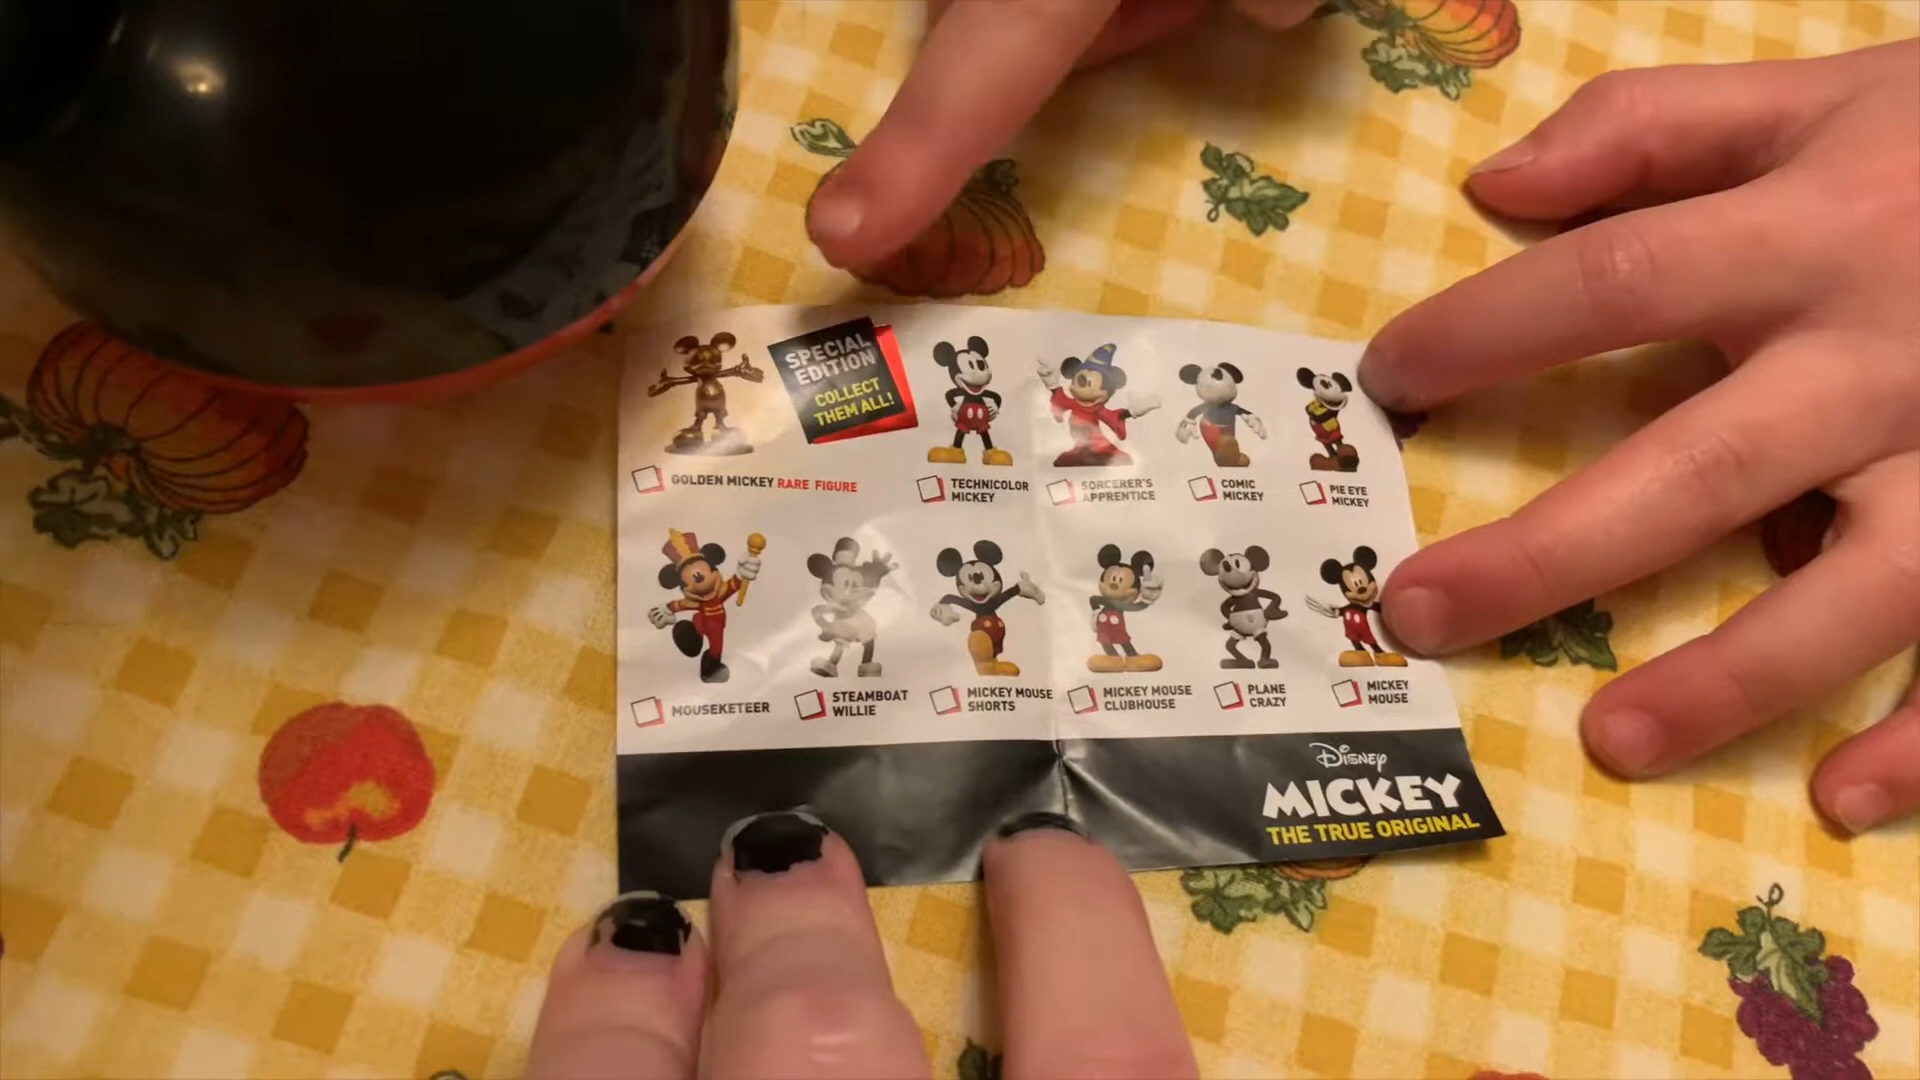 SPECIAL
EDITION
COLLECT
THEM ALL!
GOLDEN MICKEY RARE FIGURE
TECHNICOLOR
MICKEY
SORCERER'S
APPRENTICE
COMIC
MICKEY
PIE EYE
MICKEY
MOUSEKETEER
STEAMBOAT
WILLIE
MICKEY MOUSE
SHORTS
MICKEY MOUSE
CLUBHOUSE
PLANE
CRAZY
MICKEY
MOUSE
Disney
MICKEY
THE TRUE ORIGINAL